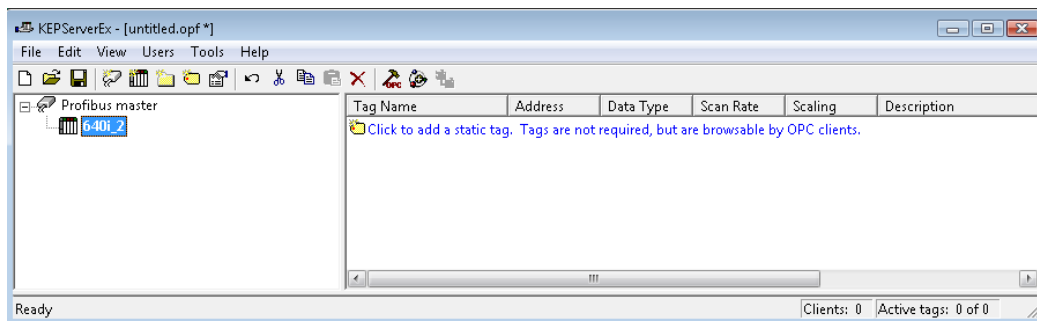 KEPServerEx - [untitled.opf *]
File Edit View Users Tools Help
Profibus master
640i_2
Tag Name Address Data Type Scan Rate Scaling Description
Click to add a static tag. Tags are not required, but are browsable by OPC clients.
Ready Clients: 0 Active tags: 0 of 0